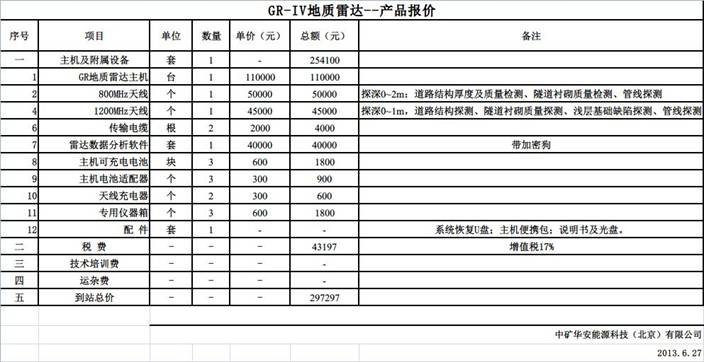 GR-IV地质雷达--产品报价
序号 项目 单位 数量 单价（元） 总额（元） 备注
一 主机及附属设备 套 1 - 254100
1 GR地质雷达主机 台 1 110000 110000
2 800MHz天线 个 1 50000 50000 探深0~2m；道路结构厚度及质量检测、隧道衬砌质量检测、管线探测
4 1200MHz天线 个 1 45000 45000 探深0~1m，道路结构探测、隧道衬砌质量探测、浅层基础缺陷探测、管线探测
6 传输电缆 根 2 2000 4000
7 雷达数据分析软件 套 1 40000 40000 带加密狗
8 主机可充电电池 块 3 600 1800
9 主机电池适配器 个 3 300 900
10 天线充电器 个 2 300 600
11 专用仪器箱 个 3 600 1800
12 配 件 套 1 - - 系统恢复U盘；主机便携包；说明书及光盘。
二 税 费 - - - 43197 增值税17%
三 技术培训费 - - - -
四 运杂费 - - - -
五 到站总价 - - - 297297
中矿华安能源科技（北京）有限公司
2013.6.27